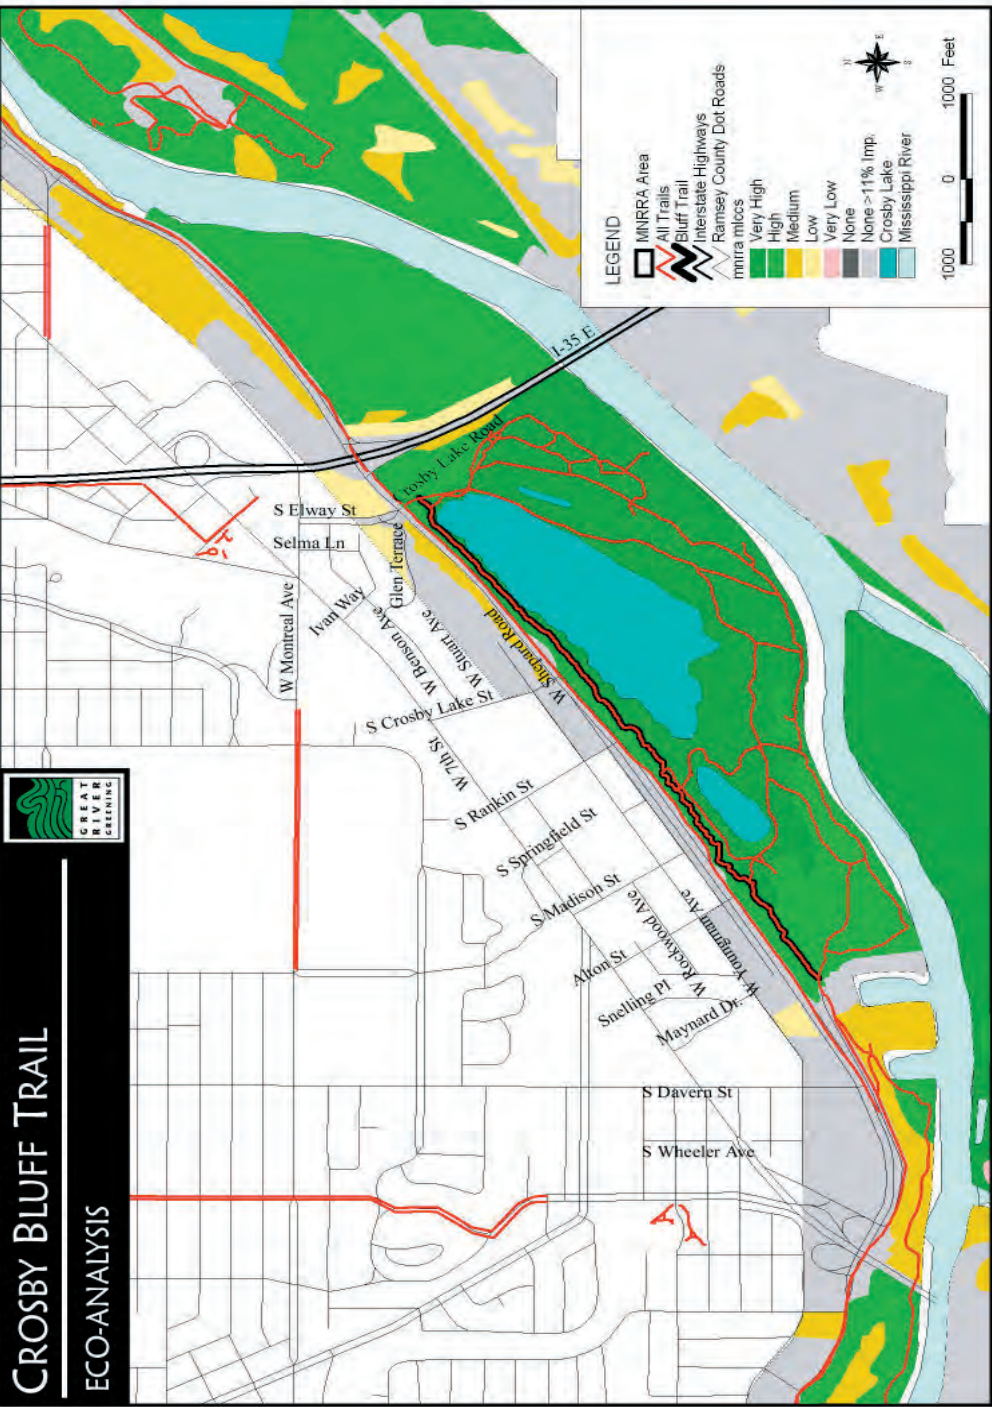 CROSBY BLUFF TRAIL
ECO-ANALYSIS
GREAT
RIVER
GREENING
LEGEND
MNRRA Area
All Trails
Bluff Trail
Interstate Highways
Ramsey County Dot Roads
mnrra mlccs
Very High
High
Medium
Low
Very Low
None
None >11% Imp.
Crosby Lake
Mississippi River
N
E
S
W
1000
0
1000 Feet
I-35 E
Crosby Lake Road
S Elway St
Selma Ln
Glen Terrace
Ivan Way
W Montreal Ave
W Benson Ave
W Stuart Ave
W Shepard Road
S Crosby Lake St
W 7th St
S Rankin St
S Springfield St
S Madison St
W Rockwood Ave
W Youngman Ave
Alton St
Snelling Pl
Maynard Dr.
S Davern St
S Wheeler Ave